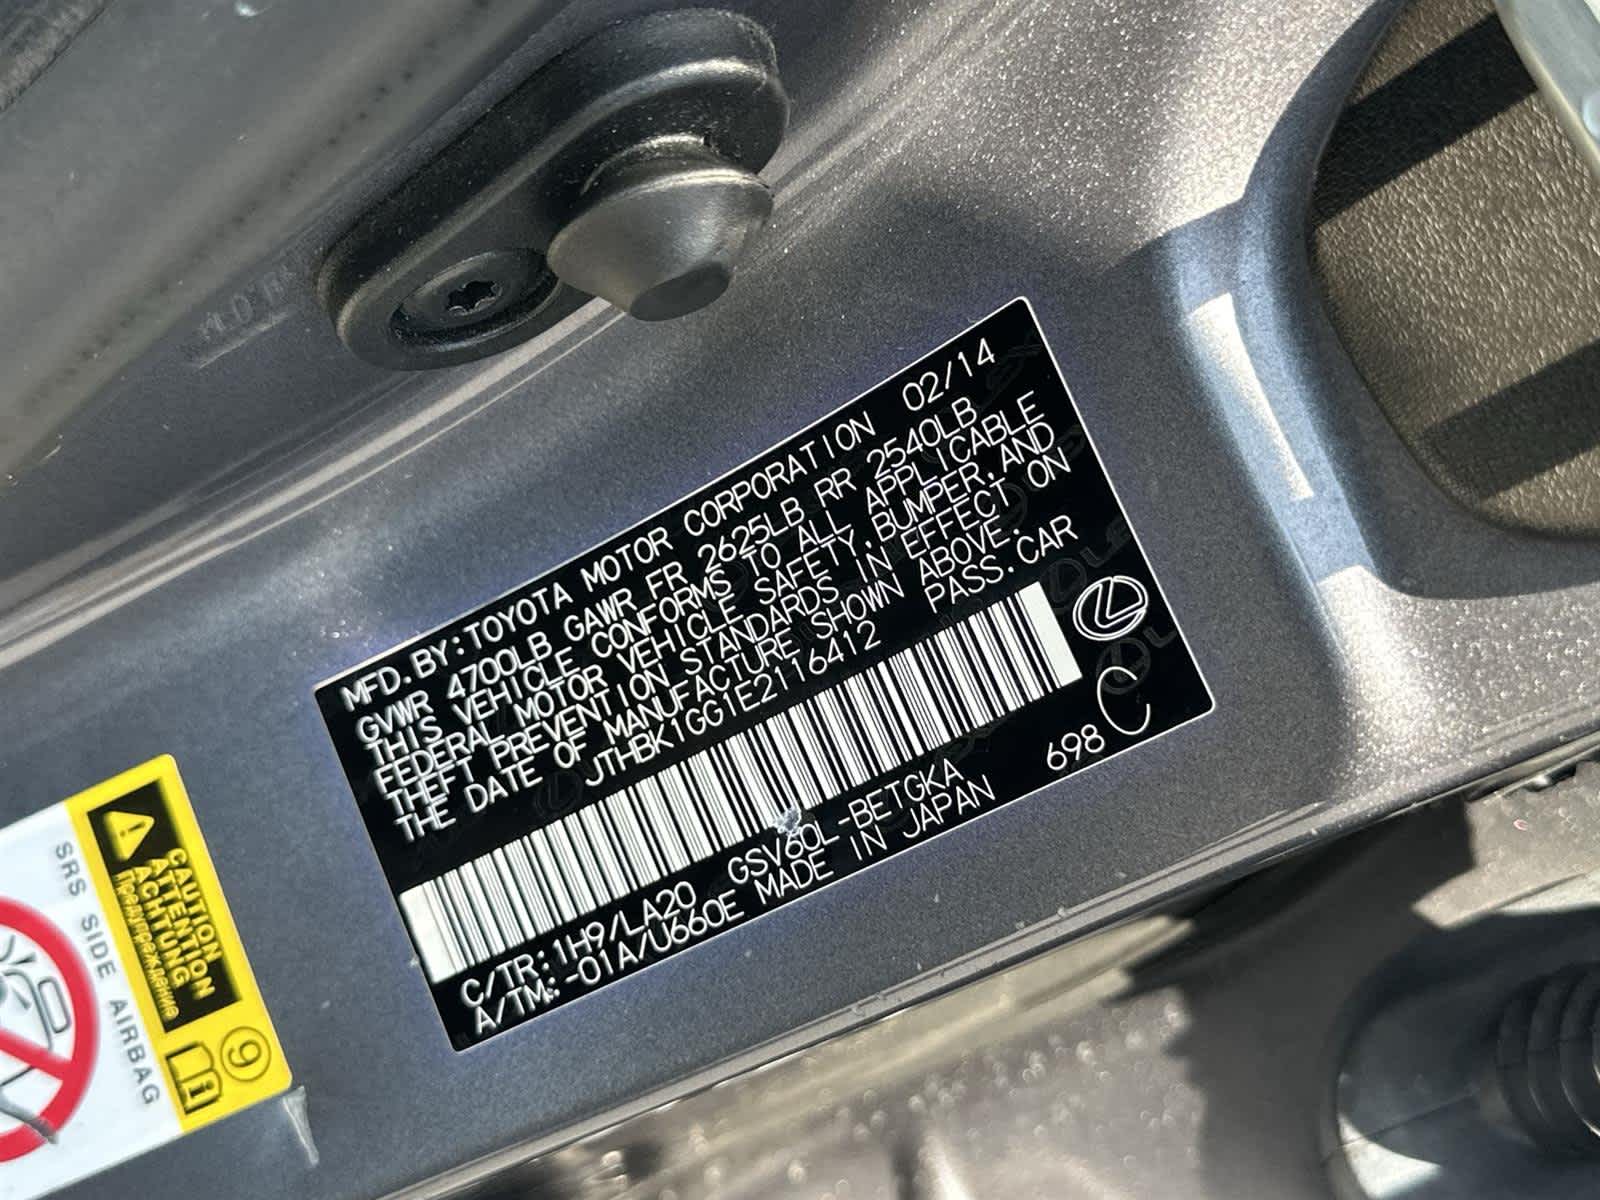 MFD.BY:TOYOTA MOTOR CORPORATION 02/14
GVWR 4700LB GAWR FR 2625LB RR 2540LB
THIS VEHICLE CONFORMS TO ALL APPLICABLE
FEDERAL MOTOR VEHICLE SAFETY,BUMPER,AND
THEFT PREVENTION STANDARDS IN EFFECT ON
THE DATE OF MANUFACTURE SHOWN ABOVE.
JTHBK1GG1E2116412 PASS.CAR
C/TR:1H9/LA20 GSV60L-BETGKA
A/TM:-01A/U660E MADE IN JAPAN
698 C
CAUTION
ATTENTION
ACHTUNG
Предупреждение
9
SRS SIDE AIRBAG